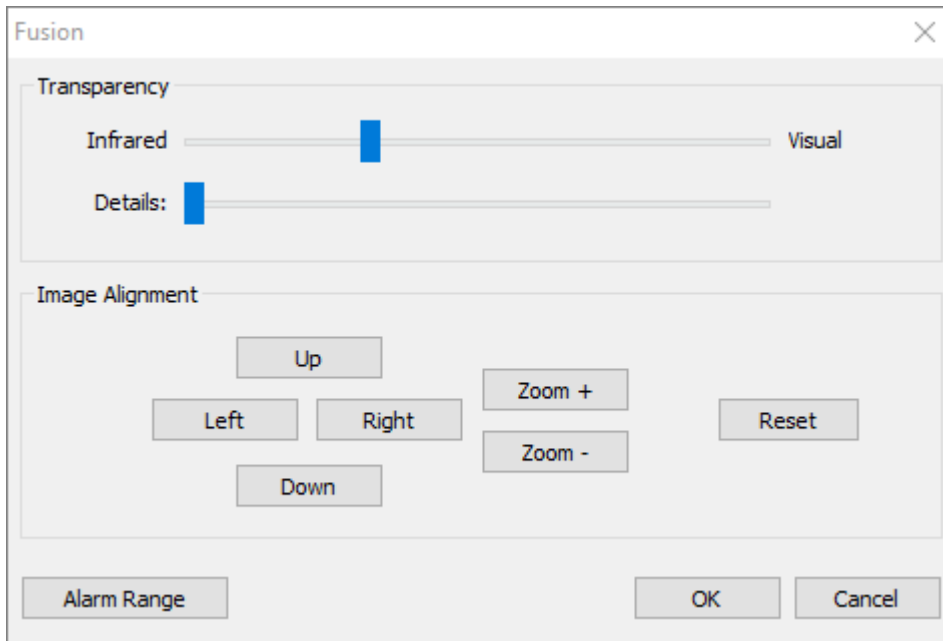 Fusion
Transparency
Infrared Visual
Details:
Image Alignment
Up
Zoom +
Left Right Reset
Zoom -
Down
Alarm Range OK Cancel